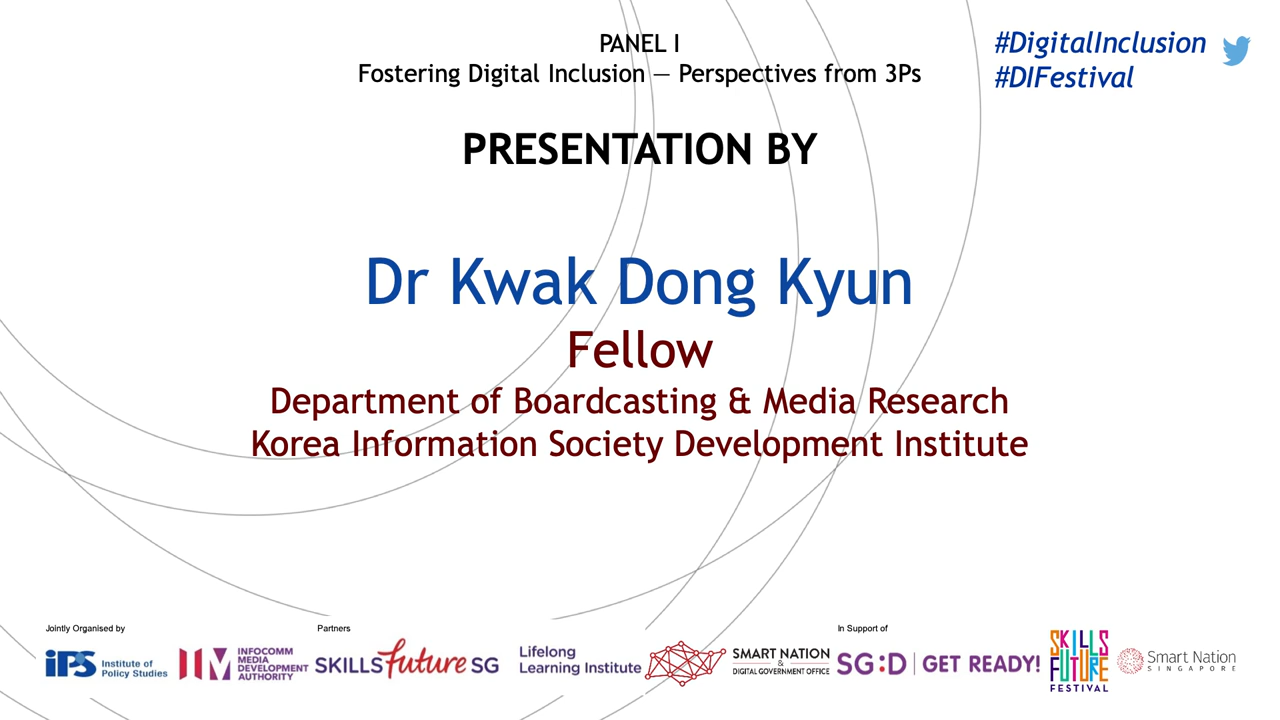 PANEL I
Fostering Digital Inclusion — Perspectives from 3Ps
#DigitalInclusion
#DIFestival
PRESENTATION BY
Dr Kwak Dong Kyun
Fellow
Department of Boardcasting & Media Research
Korea Information Society Development Institute
Jointly Organised by
Partners
In Support of
iPS Institute of Policy Studies
IM INFOCOMM MEDIA DEVELOPMENT AUTHORITY
SKILLS future SG
Lifelong Learning Institute
SMART NATION & DIGITAL GOVERNMENT OFFICE
SG:D | GET READY!
SKILLS FUTURE FESTIVAL
Smart Nation SINGAPORE